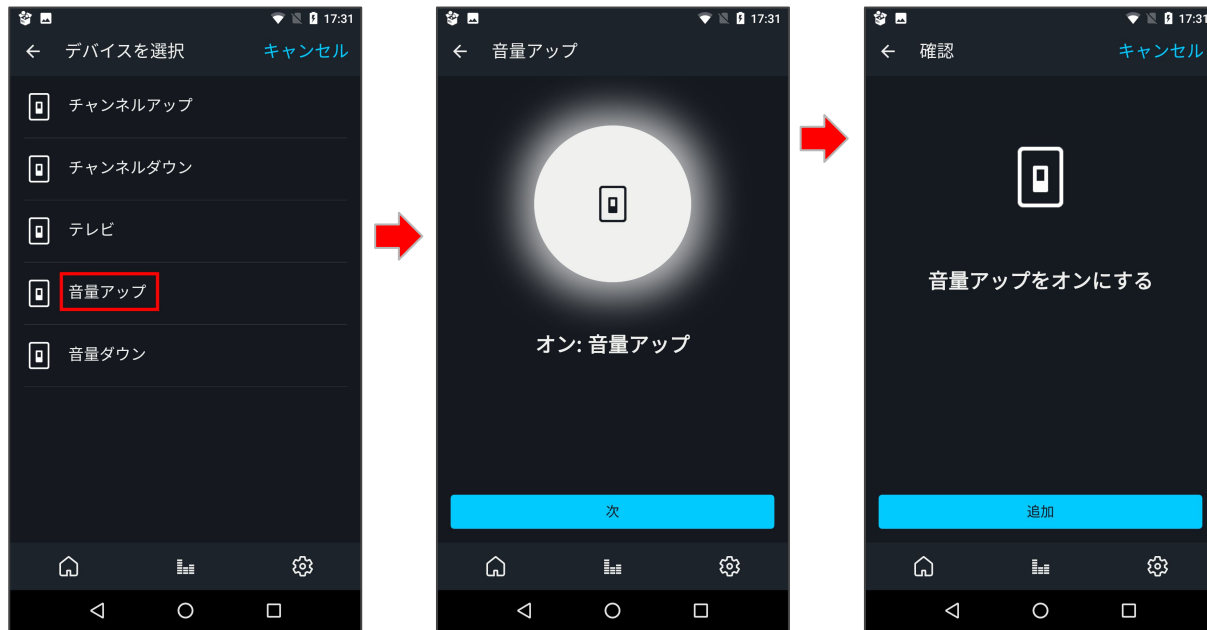 17:31
デバイスを選択 キャンセル
チャンネルアップ
チャンネルダウン
テレビ
音量アップ
音量ダウン
17:31
音量アップ
オン: 音量アップ
次
17:31
確認 キャンセル
音量アップをオンにする
追加